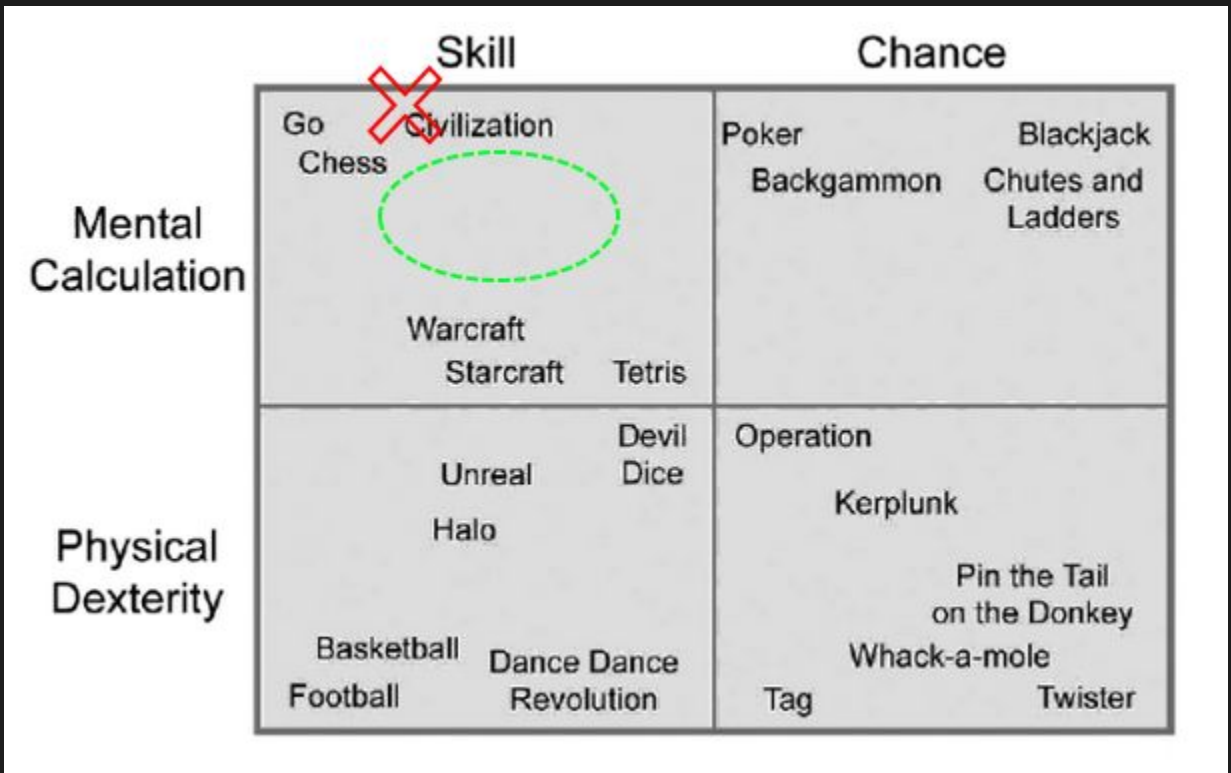 Skill
Chance
Mental
Calculation
Go
Civilization
Chess
Warcraft
Starcraft
Tetris
Poker
Blackjack
Backgammon
Chutes and
Ladders
Physical
Dexterity
Devil
Dice
Unreal
Halo
Basketball
Dance Dance
Revolution
Football
Operation
Kerplunk
Pin the Tail
on the Donkey
Whack-a-mole
Tag
Twister